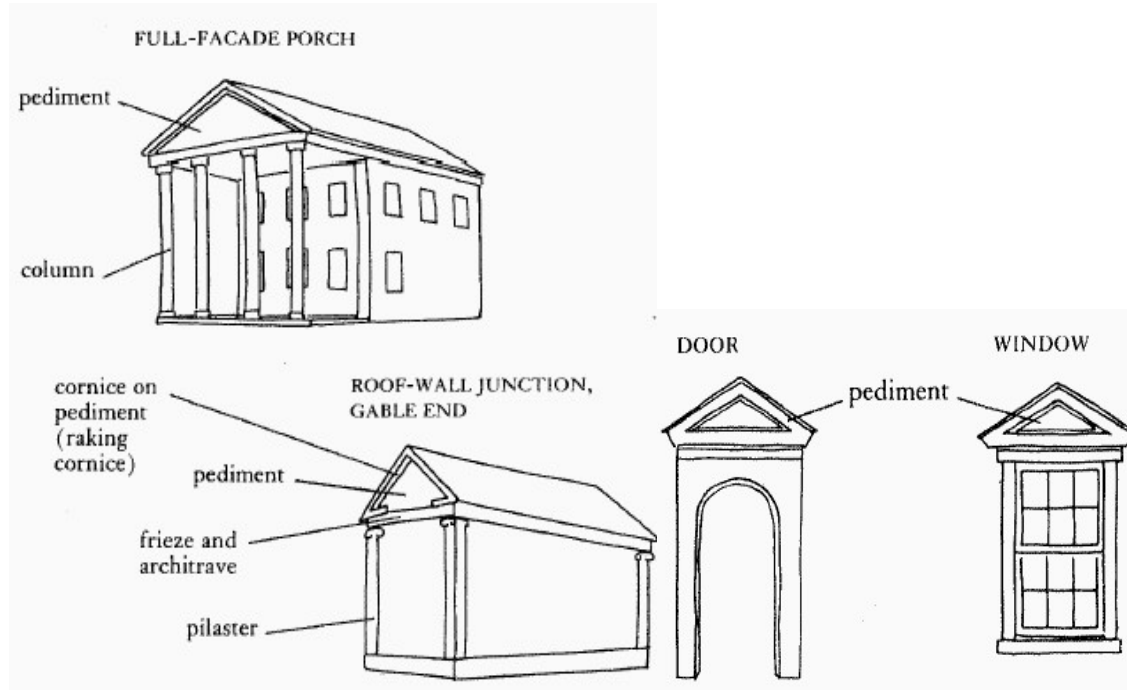 FULL-FACADE PORCH
pediment
column
cornice on
pediment
(raking
cornice)
ROOF-WALL JUNCTION,
GABLE END
pediment
frieze and
architrave
pilaster
DOOR
WINDOW
pediment